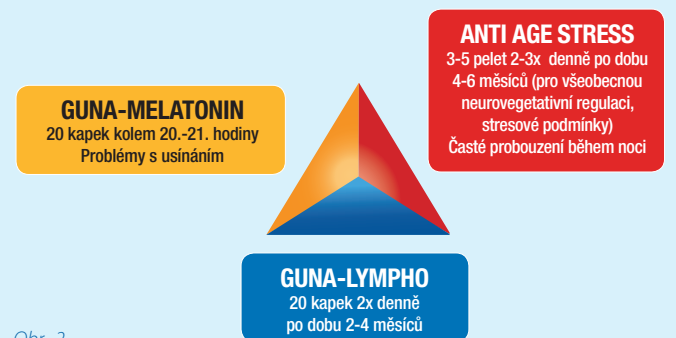 ANTI AGE STRESS
3-5 pelet 2-3x denně po dobu
4-6 měsíců (pro všeobecnou
neurovegetativní regulaci,
stresové podmínky)
Časté probouzení během noci
GUNA-MELATONIN
20 kapek kolem 20.-21. hodiny
Problémy s usínáním
GUNA-LYMPHO
20 kapek 2x denně
po dobu 2-4 měsíců